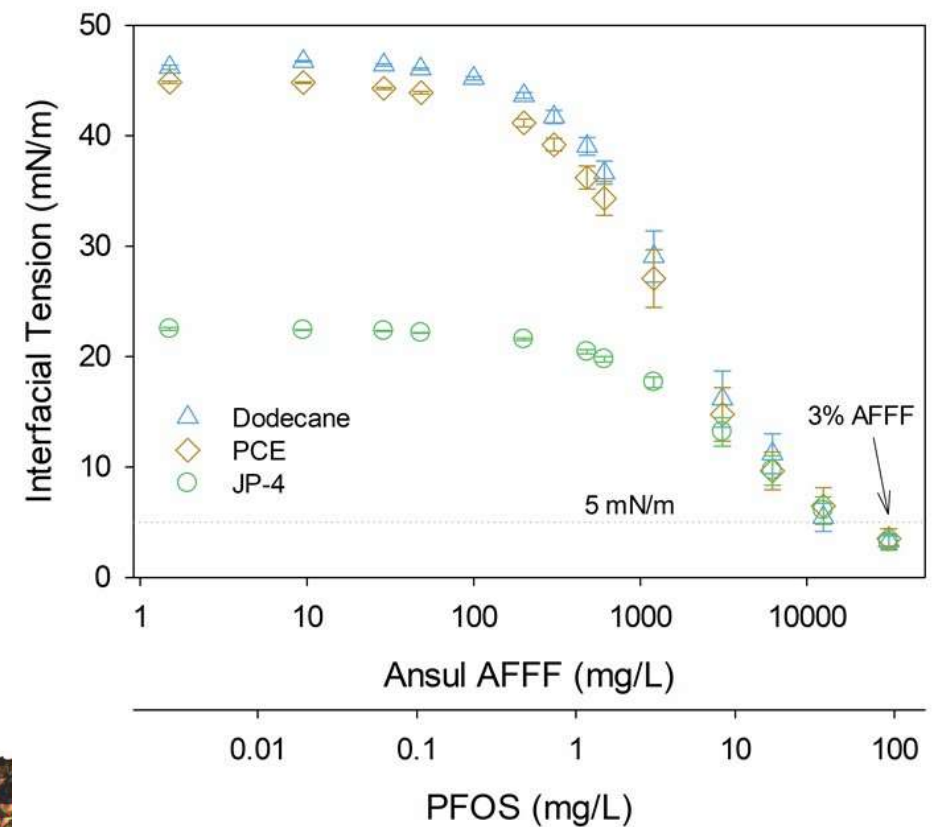 50
40
30
20
10
0
Interfacial Tension (mN/m)
Dodecane
PCE
JP-4
3% AFFF
5 mN/m
1 10 100 1000 10000
Ansul AFFF (mg/L)
0.01 0.1 1 10 100
PFOS (mg/L)